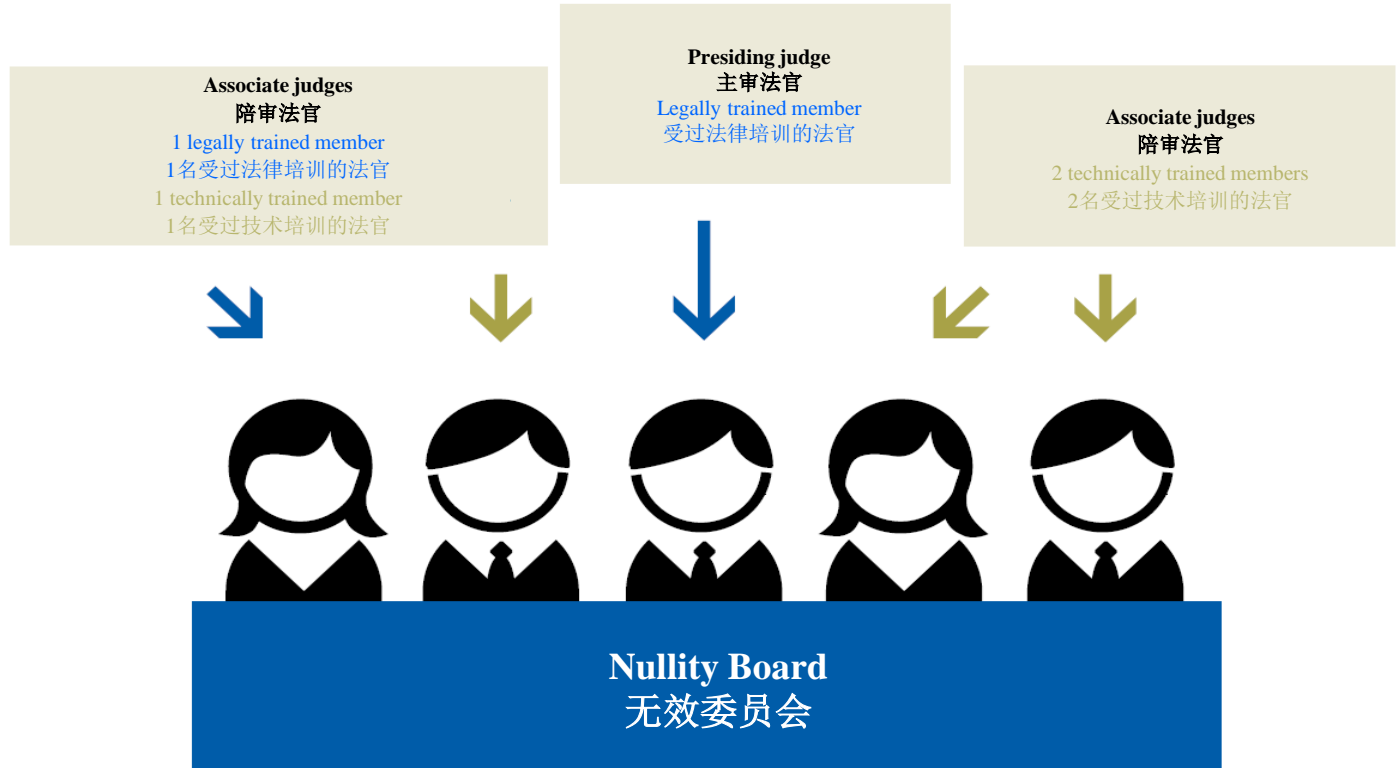 Associate judges
陪审法官
1 legally trained member
1名受过法律培训的法官
1 technically trained member
1名受过技术培训的法官
Presiding judge
主审法官
Legally trained member
受过法律培训的法官
Associate judges
陪审法官
2 technically trained members
2名受过技术培训的法官
Nullity Board
无效委员会